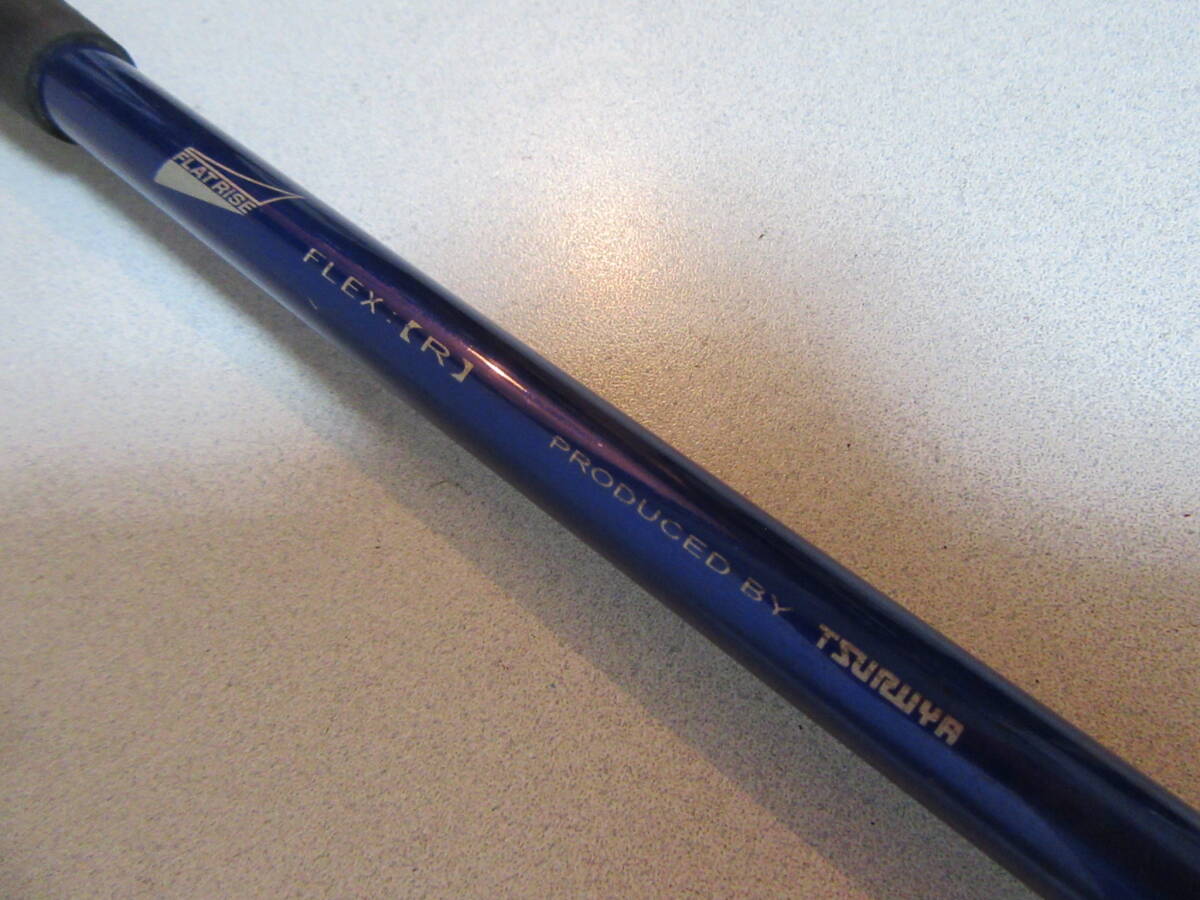 FLATRISE
FLEX:【R】
PRODUCED BY TSURUYA